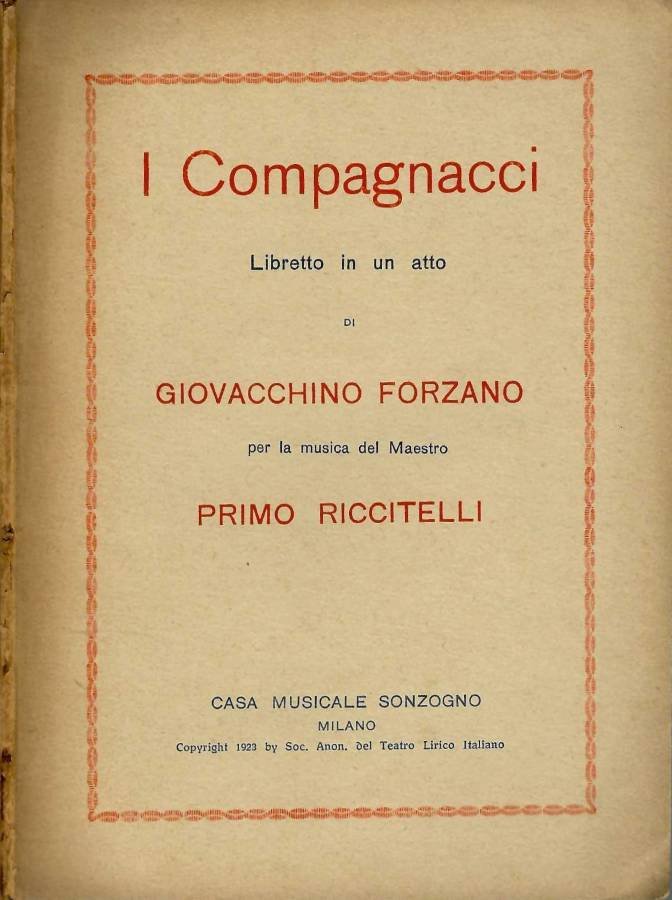 I Compagnacci
Libretto in un atto
DI
GIOVACCHINO FORZANO
per la musica del Maestro
PRIMO RICCITELLI
CASA MUSICALE SONZOGNO
MILANO
Copyright 1923 by Soc. Anon. del Teatro Lirico Italiano